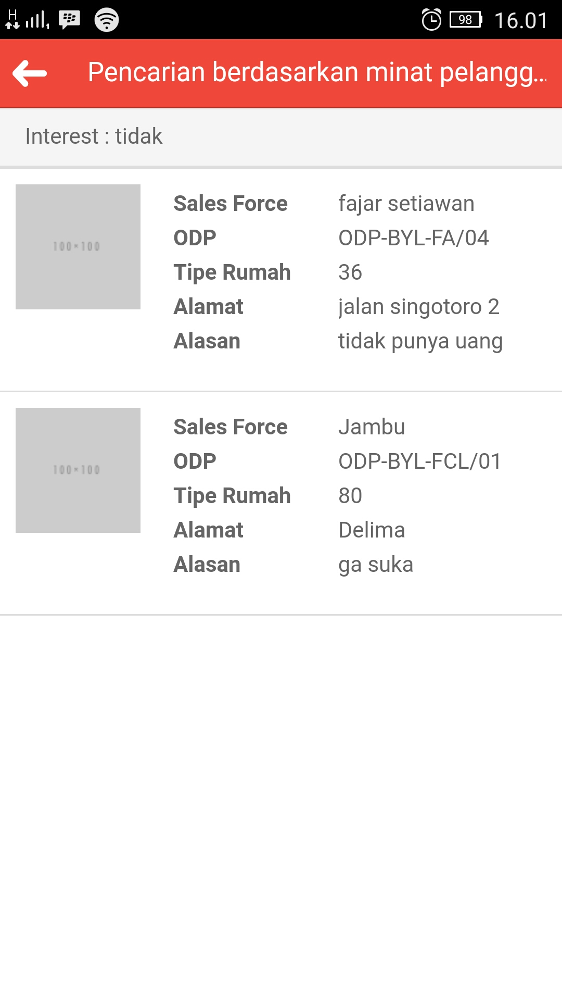 H 98 16.01
Pencarian berdasarkan minat pelangg...
Interest : tidak
100×100
Sales Force fajar setiawan
ODP ODP-BYL-FA/04
Tipe Rumah 36
Alamat jalan singotoro 2
Alasan tidak punya uang
100×100
Sales Force Jambu
ODP ODP-BYL-FCL/01
Tipe Rumah 80
Alamat Delima
Alasan ga suka